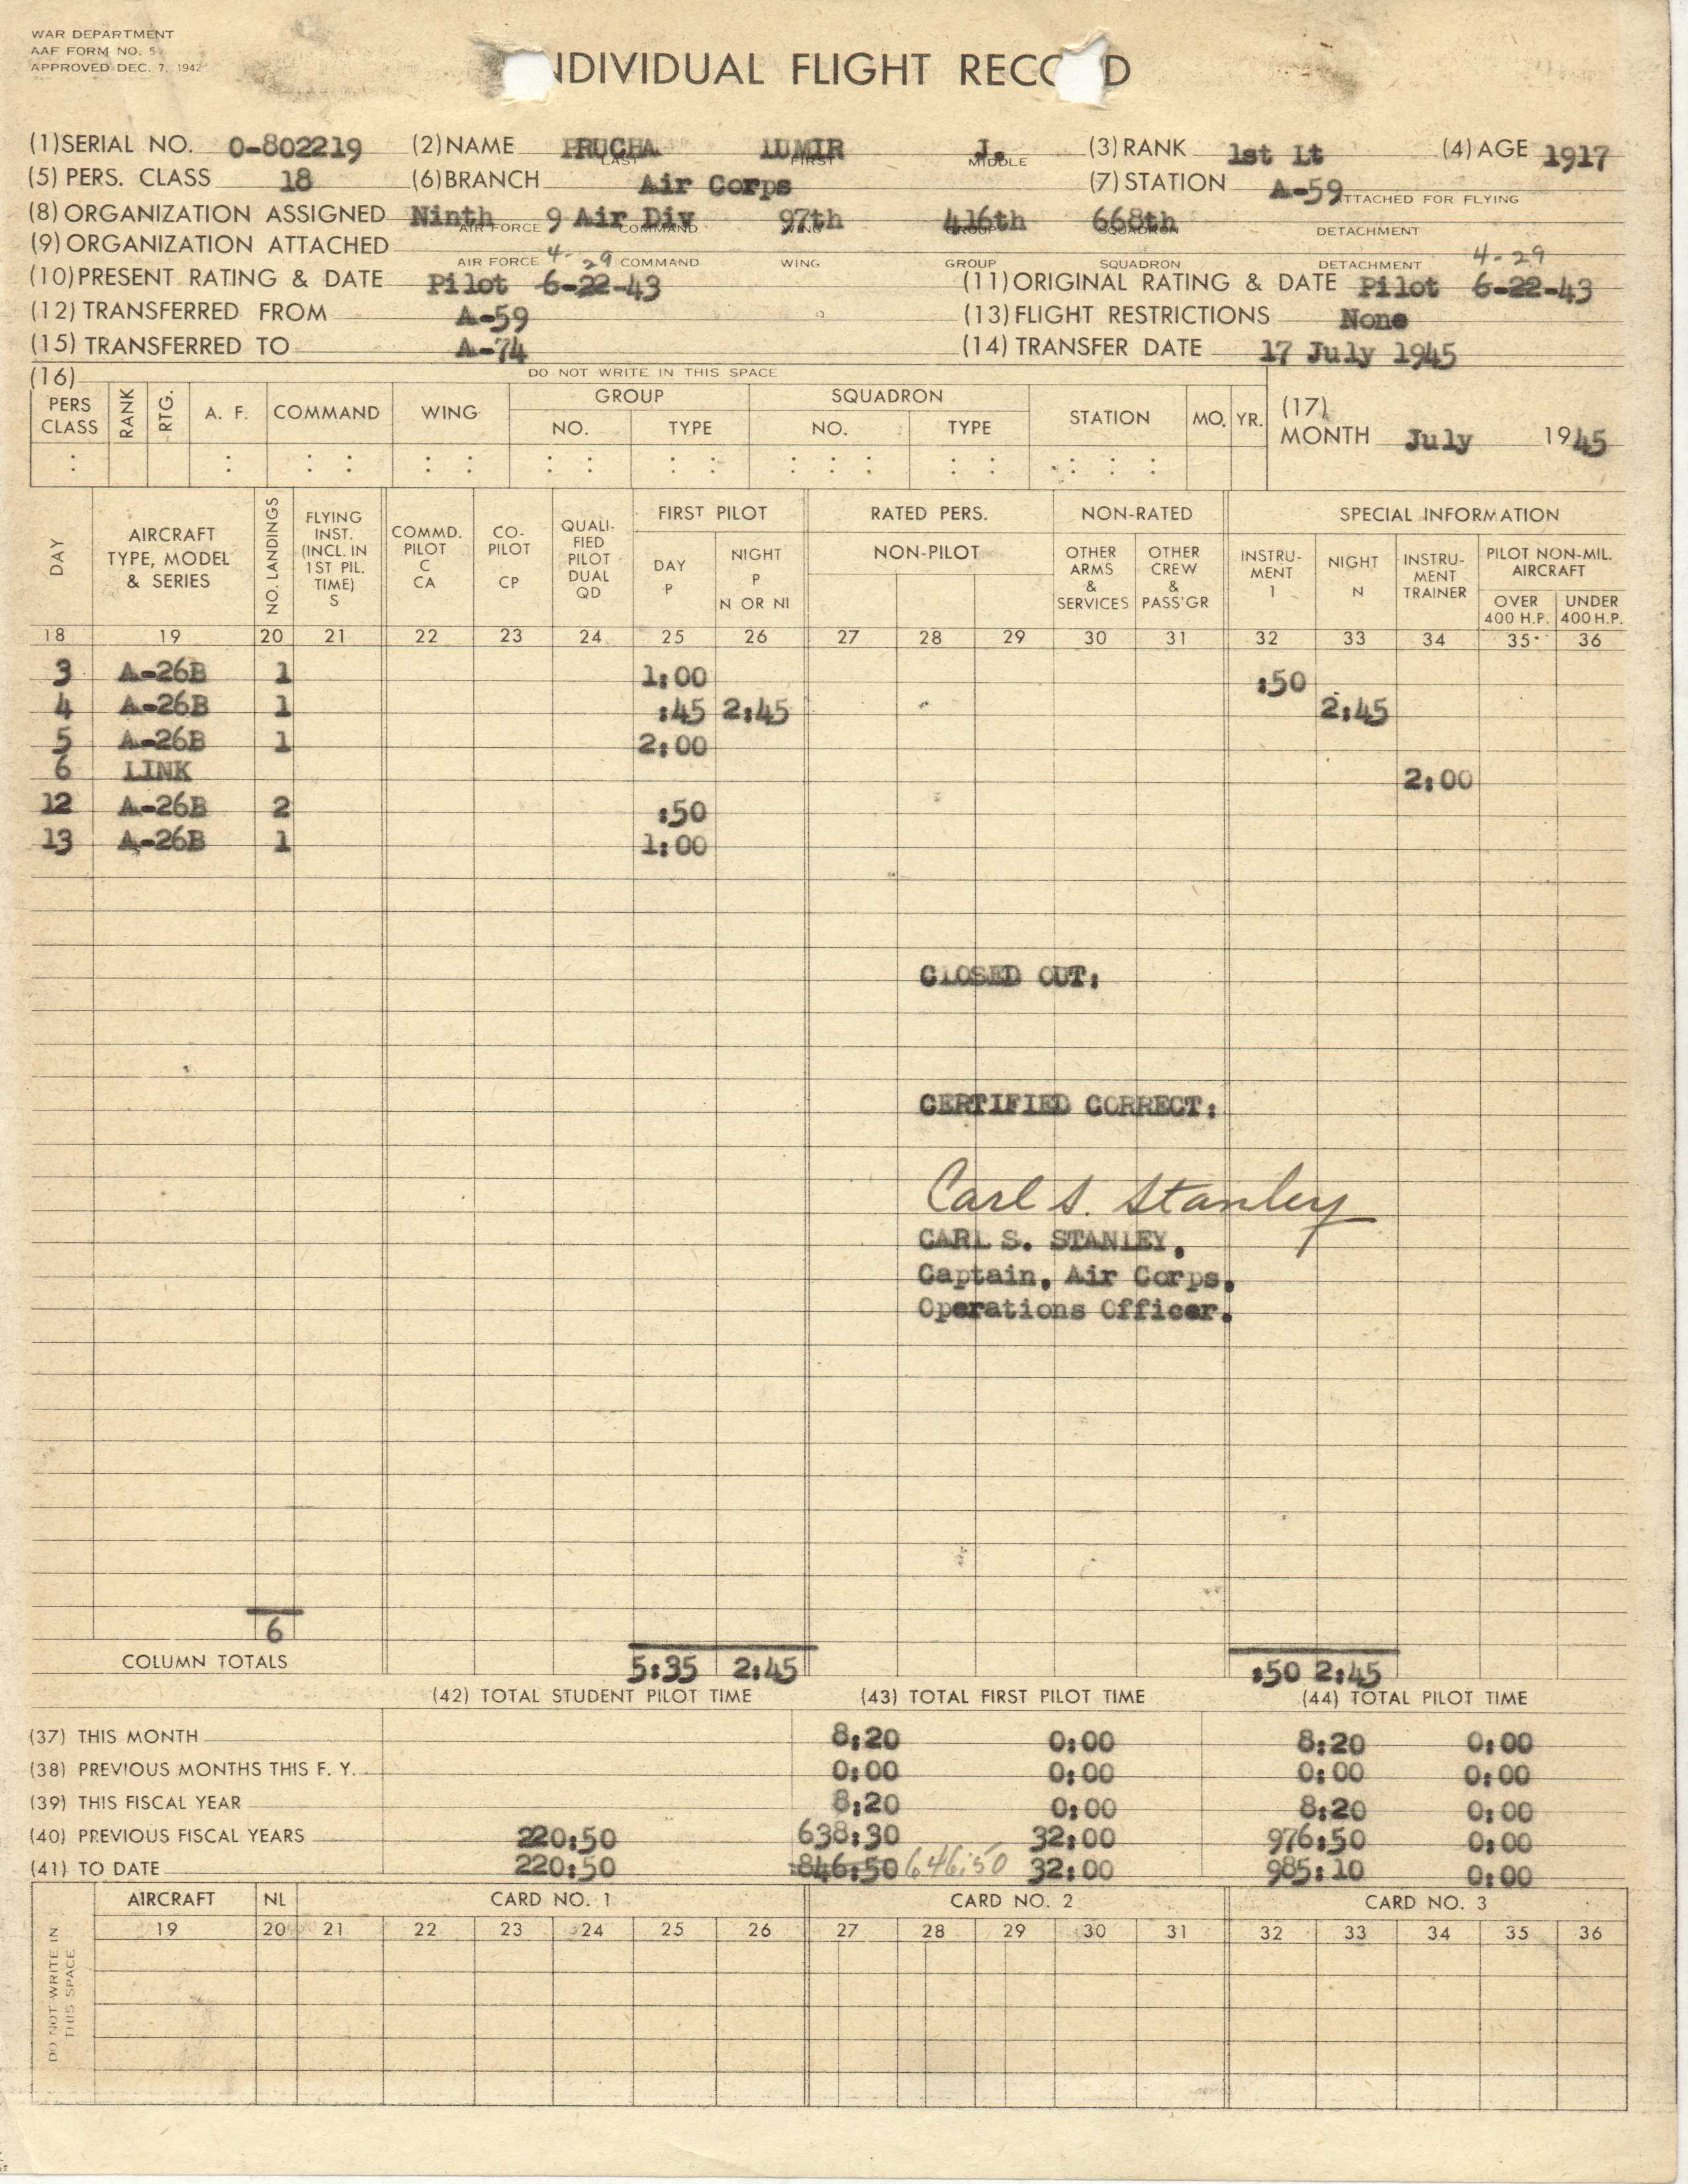 WAR DEPARTMENT
AAF FORM NO. 5
APPROVED DEC. 7, 1942
NDIVIDUAL FLIGHT REC D
(1) SERIAL NO. O-802219 (2) NAME PRUCHA LUMIR J. (3) RANK 1st Lt (4) AGE 1917
LAST FIRST MIDDLE
(5) PERS. CLASS 18 (6) BRANCH Air Corps (7) STATION A-59
ATTACHED FOR FLYING
(8) ORGANIZATION ASSIGNED Ninth 9 Air Div 97th 416th 668th
AIR FORCE COMMAND WING GROUP SQUADRON DETACHMENT
(9) ORGANIZATION ATTACHED
AIR FORCE COMMAND WING GROUP SQUADRON DETACHMENT
4-29 4-29
(10) PRESENT RATING & DATE Pilot 6-22-43 (11) ORIGINAL RATING & DATE Pilot 6-22-43
(12) TRANSFERRED FROM A-59 (13) FLIGHT RESTRICTIONS None
(15) TRANSFERRED TO A-74 (14) TRANSFER DATE 17 July 1945
(16) DO NOT WRITE IN THIS SPACE
PERS CLASS RANK RTG. A. F. COMMAND WING GROUP NO. TYPE SQUADRON NO. TYPE STATION MO. YR. (17) MONTH July 1945
DAY AIRCRAFT TYPE, MODEL & SERIES NO. LANDINGS FLYING INST. (INCL. IN 1ST PIL. TIME) S COMMD. PILOT C CA CO-PILOT CP QUALI-FIED PILOT DUAL QD FIRST PILOT DAY P NIGHT P N OR NI RATED PERS. NON-PILOT NON-RATED OTHER ARMS & SERVICES OTHER CREW & PASS'GR SPECIAL INFORMATION INSTRU-MENT I NIGHT N INSTRU-MENT TRAINER PILOT NON-MIL. AIRCRAFT OVER 400 H.P. UNDER 400 H.P.
18 19 20 21 22 23 24 25 26 27 28 29 30 31 32 33 34 35 36
3 A-26B 1 1:00 :50
4 A-26B 1 :45 2:45 2:45
5 A-26B 1 2:00
6 LINK 2:00
12 A-26B 2 :50
13 A-26B 1 1:00
CLOSED OUT:
CERTIFIED CORRECT:
Carl S. Stanley
CARL S. STANLEY,
Captain, Air Corps,
Operations Officer.
6
COLUMN TOTALS 5:35 2:45 :50 2:45
(42) TOTAL STUDENT PILOT TIME (43) TOTAL FIRST PILOT TIME (44) TOTAL PILOT TIME
(37) THIS MONTH 8:20 0:00 8:20 0:00
(38) PREVIOUS MONTHS THIS F. Y. 0:00 0:00 0:00 0:00
(39) THIS FISCAL YEAR 8:20 0:00 8:20 0:00
(40) PREVIOUS FISCAL YEARS 220:50 638:30 32:00 976:50 0:00
(41) TO DATE 220:50 846:50 646:50 32:00 985:10 0:00
DO NOT WRITE IN THIS SPACE
AIRCRAFT NL CARD NO. 1 CARD NO. 2 CARD NO. 3
19 20 21 22 23 24 25 26 27 28 29 30 31 32 33 34 35 36